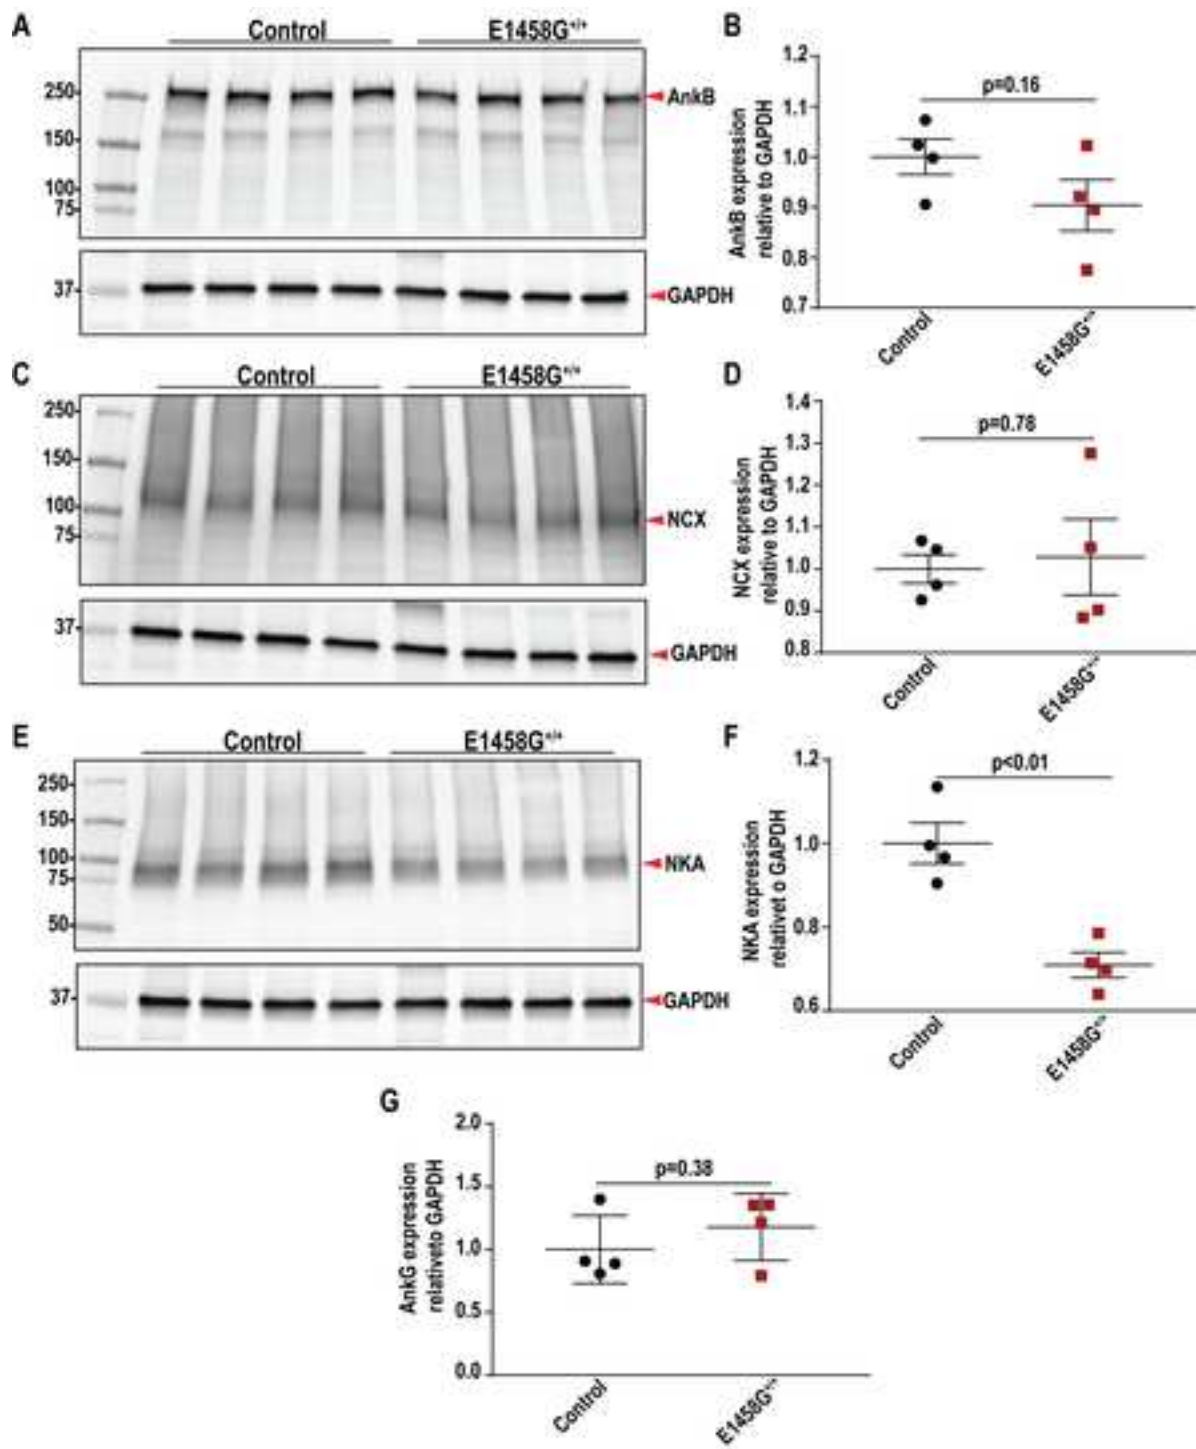 A
Control
E1458G+/+
250
150
100
75
AnkB
37
GAPDH
B
1.2
1.1
1.0
0.9
0.8
0.7
AnkB expression
relative to GAPDH
p=0.16
Control
E1458G+/+
C
Control
E1458G+/+
250
150
100
75
NCX
37
GAPDH
D
1.4
1.3
1.2
1.1
1.0
0.9
0.8
NCX expression
relative to GAPDH
p=0.78
Control
E1458G+/+
E
Control
E1458G+/+
250
150
100
75
50
NKA
37
GAPDH
F
1.2
1.0
0.8
0.6
NKA expression
relativet o GAPDH
p<0.01
Control
E1458G+/+
G
2.0
1.5
1.0
0.5
0.0
AnkG expression
relativeto GAPDH
p=0.38
Control
E1458G+/+